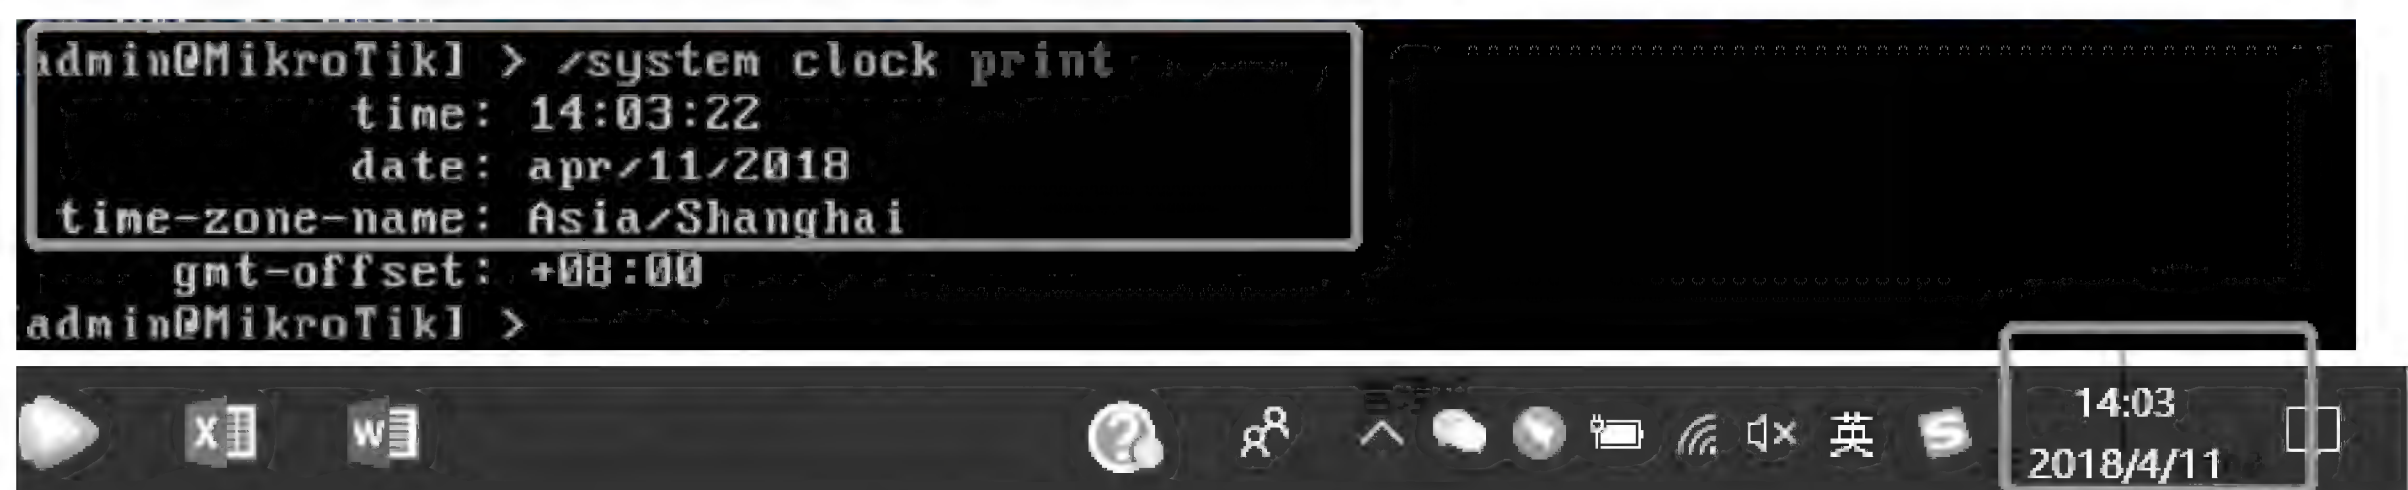 admin@MikroTik] > /system clock print
time: 14:03:22
date: apr/11/2018
time-zone-name: Asia/Shanghai
gmt-offset: +08:00
admin@MikroTik] >
X
W
英
S
14:03
2018/4/11